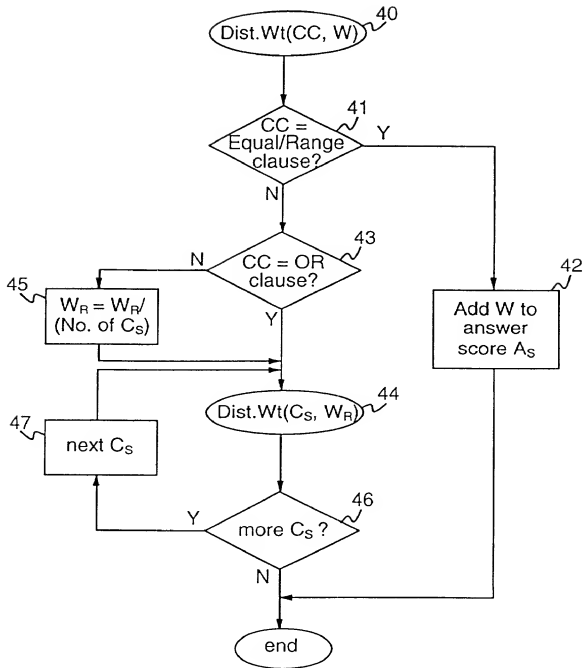 40
Dist.Wt(CC, W)
41
CC =
Equal/Range
clause?
Y
N
43
CC = OR
clause?
N
Y
45
W_R = W_R/
(No. of C_S)
42
Add W to
answer
score A_S
44
Dist.Wt(C_S, W_R)
47
next C_S
46
more C_S ?
Y
N
end